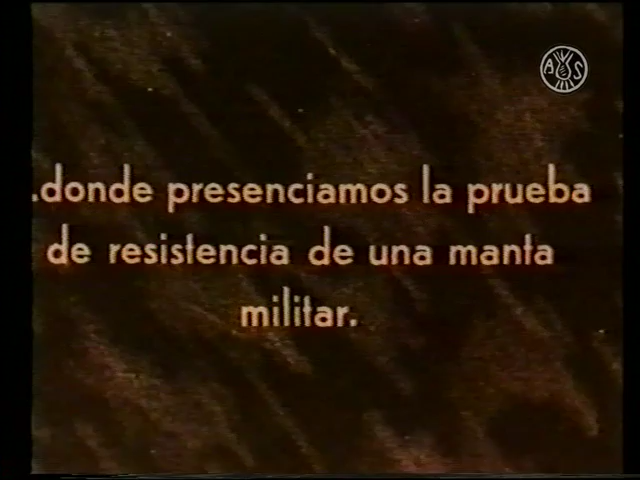 .donde presenciamos la prueba
de resistencia de una manta
militar.
A S